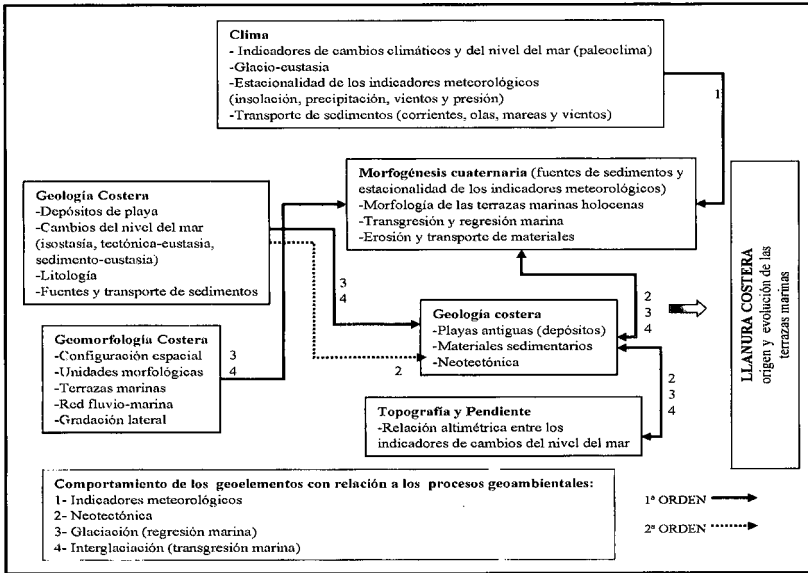 Clima
- Indicadores de cambios climáticos y del nivel del mar (paleoclima)
-Glacio-eustasia
-Estacionalidad de los indicadores meteorológicos
(insolación, precipitación, vientos y presión)
-Transporte de sedimentos (corrientes, olas, mareas y vientos)
1
Morfogénesis cuaternaria (fuentes de sedimentos y
estacionalidad de los indicadores meteorológicos)
-Morfología de las terrazas marinas holocenas
-Transgresión y regresión marina
-Erosión y transporte de materiales
Geología Costera
-Depósitos de playa
-Cambios del nivel del mar
(isostasía, tectónica-eustasia,
sedimento-eustasia)
-Litología
-Fuentes y transporte de sedimentos
3
4
2
Geología costera
-Playas antiguas (depósitos)
-Materiales sedimentarios
-Neotectónica
2
3
4
Geomorfología Costera
-Configuración espacial
-Unidades morfológicas
-Terrazas marinas
-Red fluvio-marina
-Gradación lateral
3
4
Topografía y Pendiente
-Relación altimétrica entre los
indicadores de cambios del nivel del mar
2
3
4
LLANURA COSTERA
origen y evolución de las
terrazas marinas
Comportamiento de los geoelementos con relación a los procesos geoambientales:
1- Indicadores meteorológicos
2- Neotectónica
3- Glaciación (regresión marina)
4- Interglaciación (transgresión marina)
1ª ORDEN
2ª ORDEN